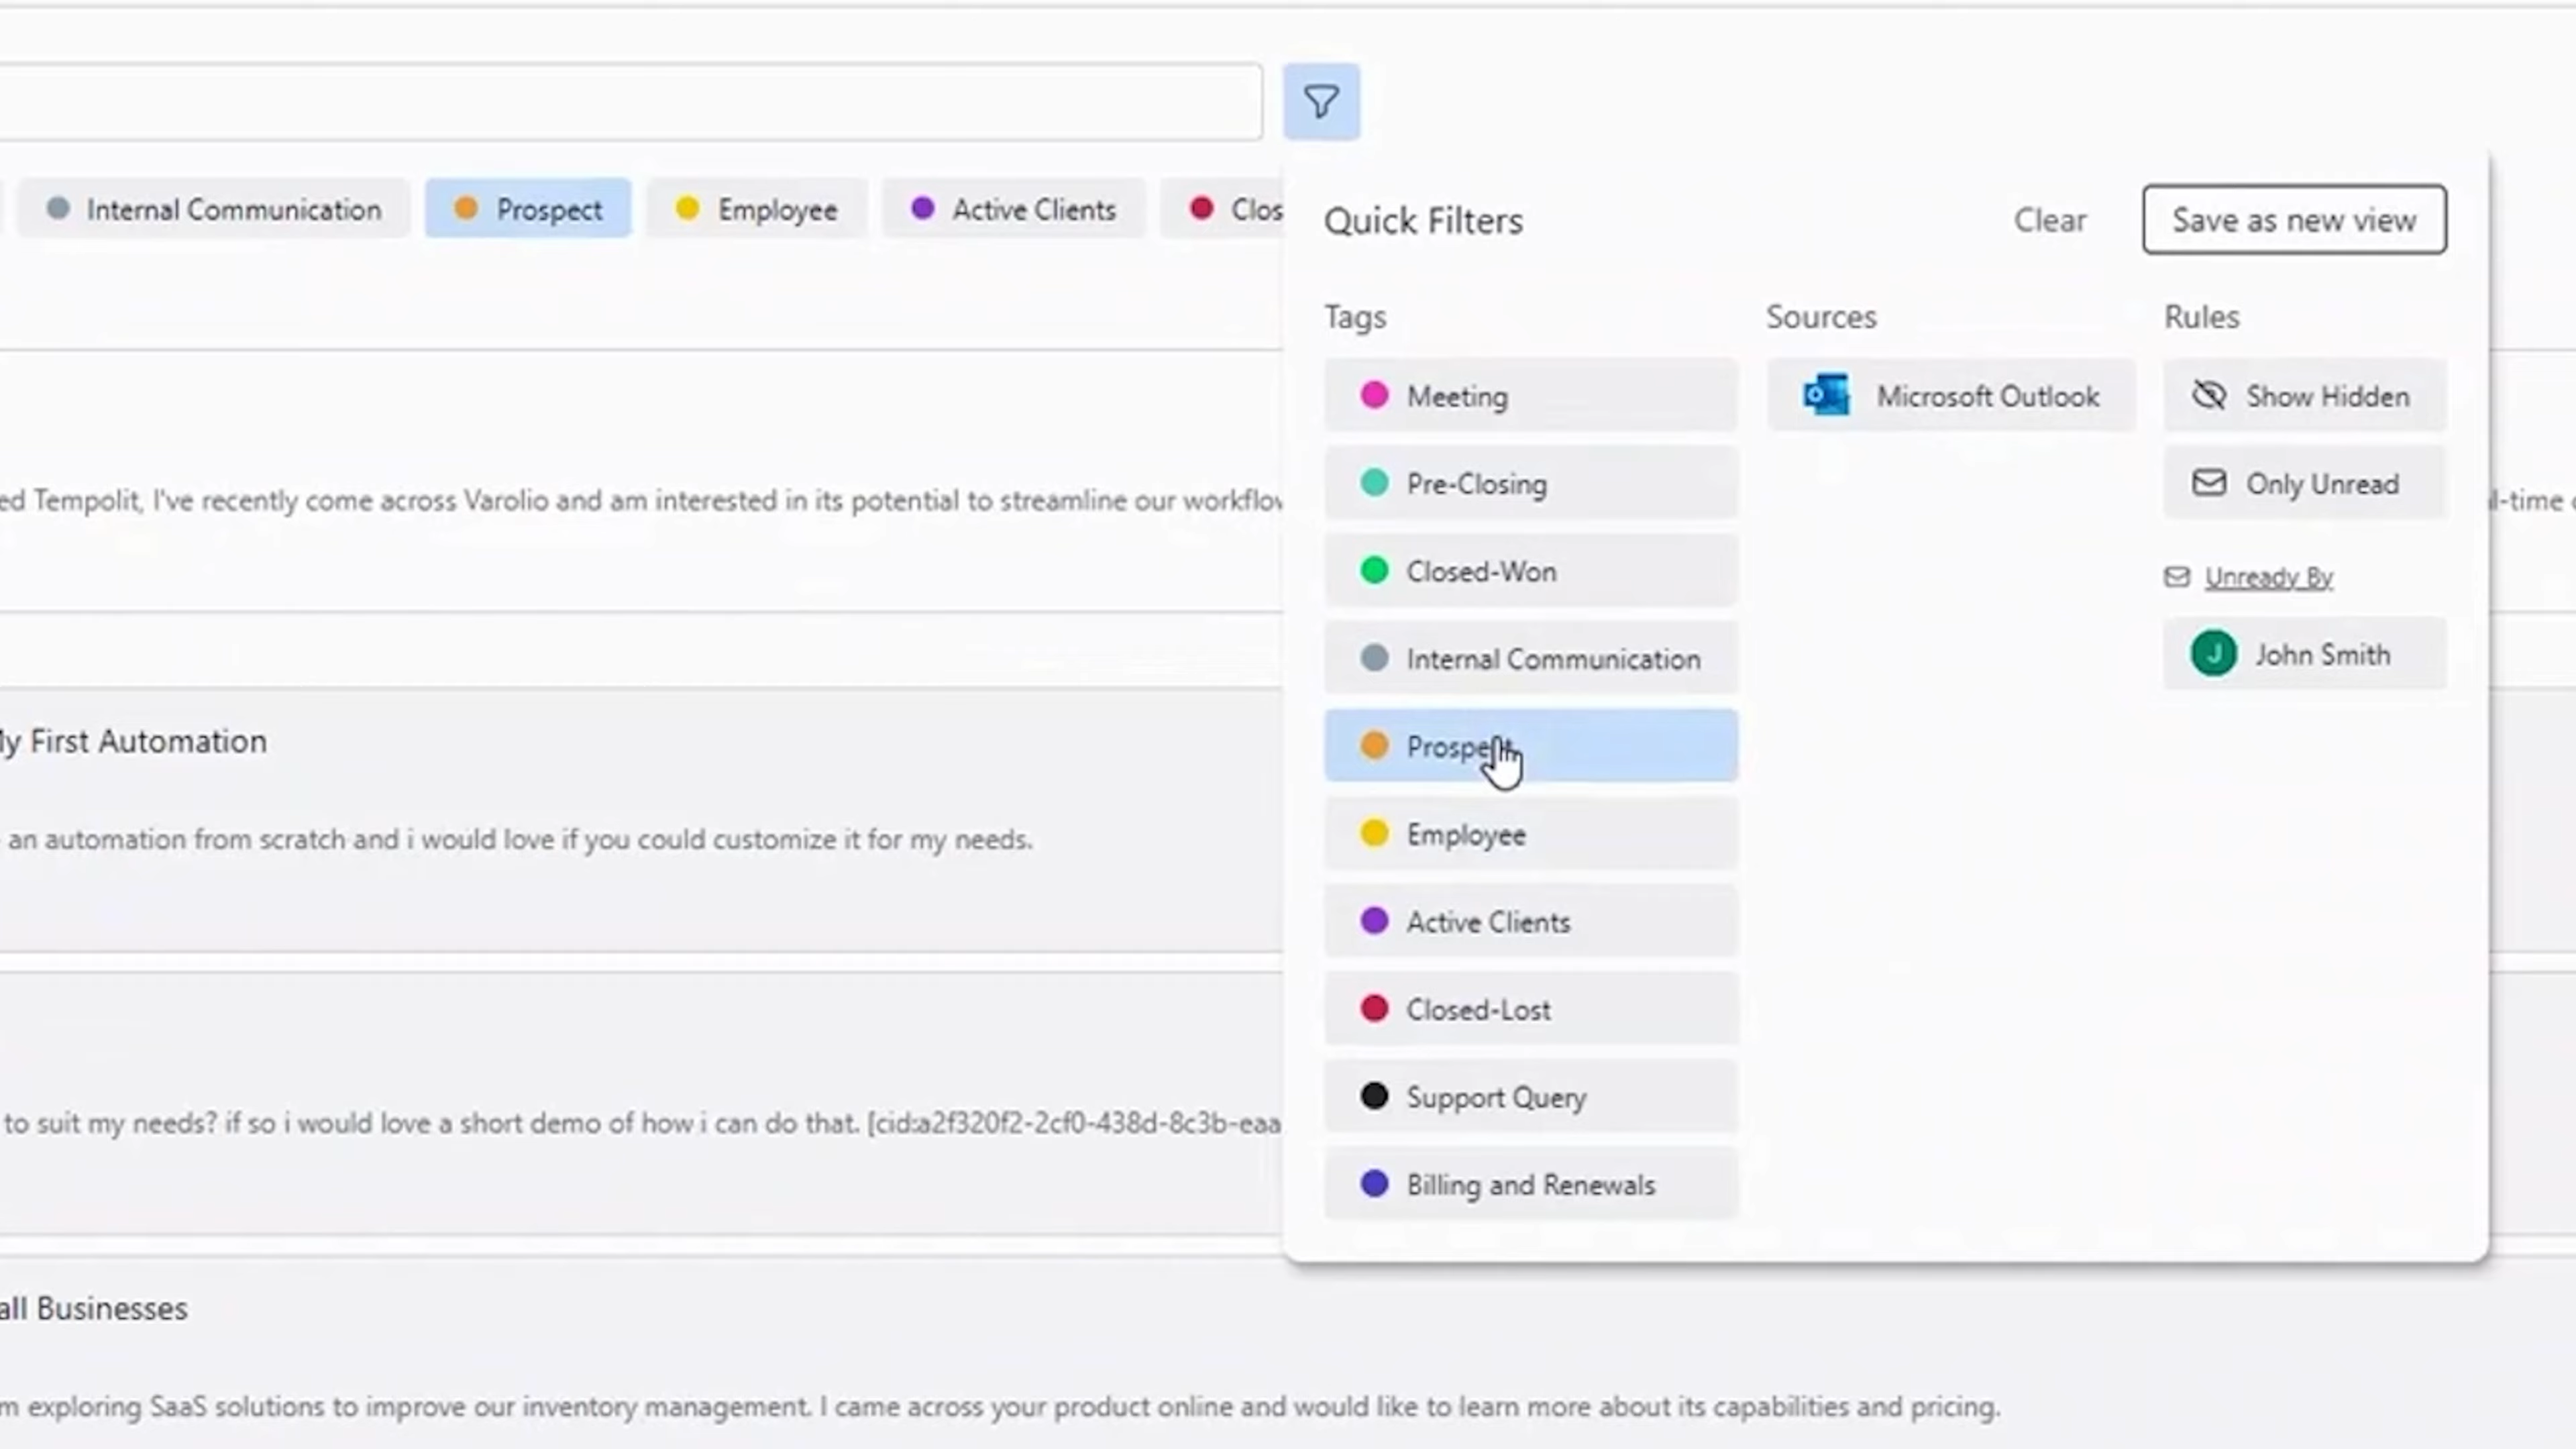 Internal Communication
Prospect
Employee
Active Clients
Clos
Quick Filters
Clear
Save as new view
Tags
Meeting
Pre-Closing
Closed-Won
Internal Communication
Prospect
Employee
Active Clients
Closed-Lost
Support Query
Billing and Renewals
Sources
Microsoft Outlook
Rules
Show Hidden
Only Unread
Unready By
J
John Smith
ed Tempolit, I've recently come across Varolio and am interested in its potential to streamline our workflow
l-time
My First Automation
an automation from scratch and i would love if you could customize it for my needs.
to suit my needs? if so i would love a short demo of how i can do that. [cid:a2f320f2-2cf0-438d-8c3b-eaa
all Businesses
m exploring SaaS solutions to improve our inventory management. I came across your product online and would like to learn more about its capabilities and pricing.